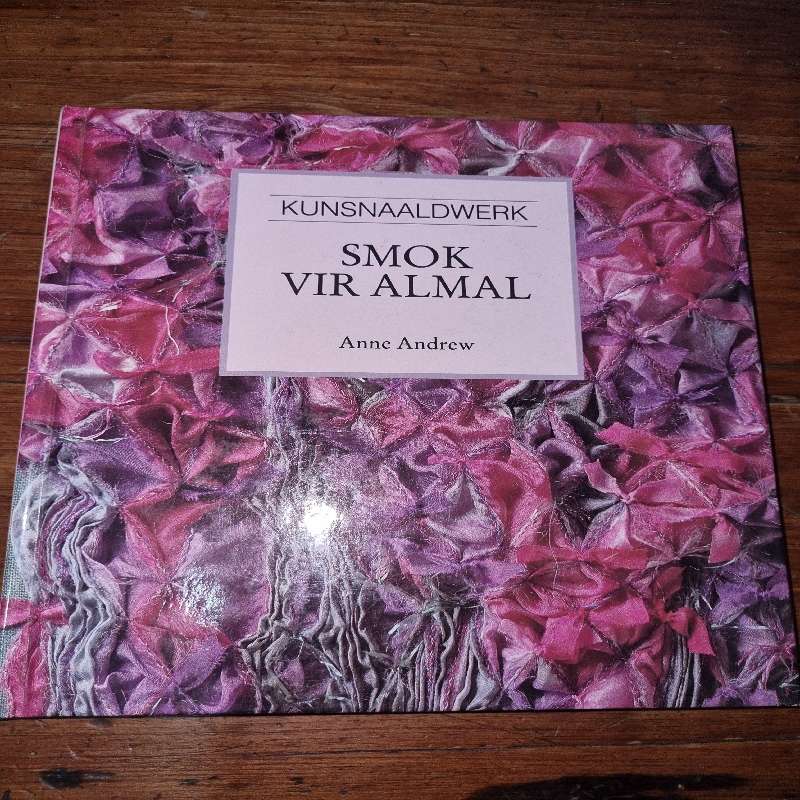 KUNSNAALDWERK
SMOK
VIR ALMAL
Anne Andrew